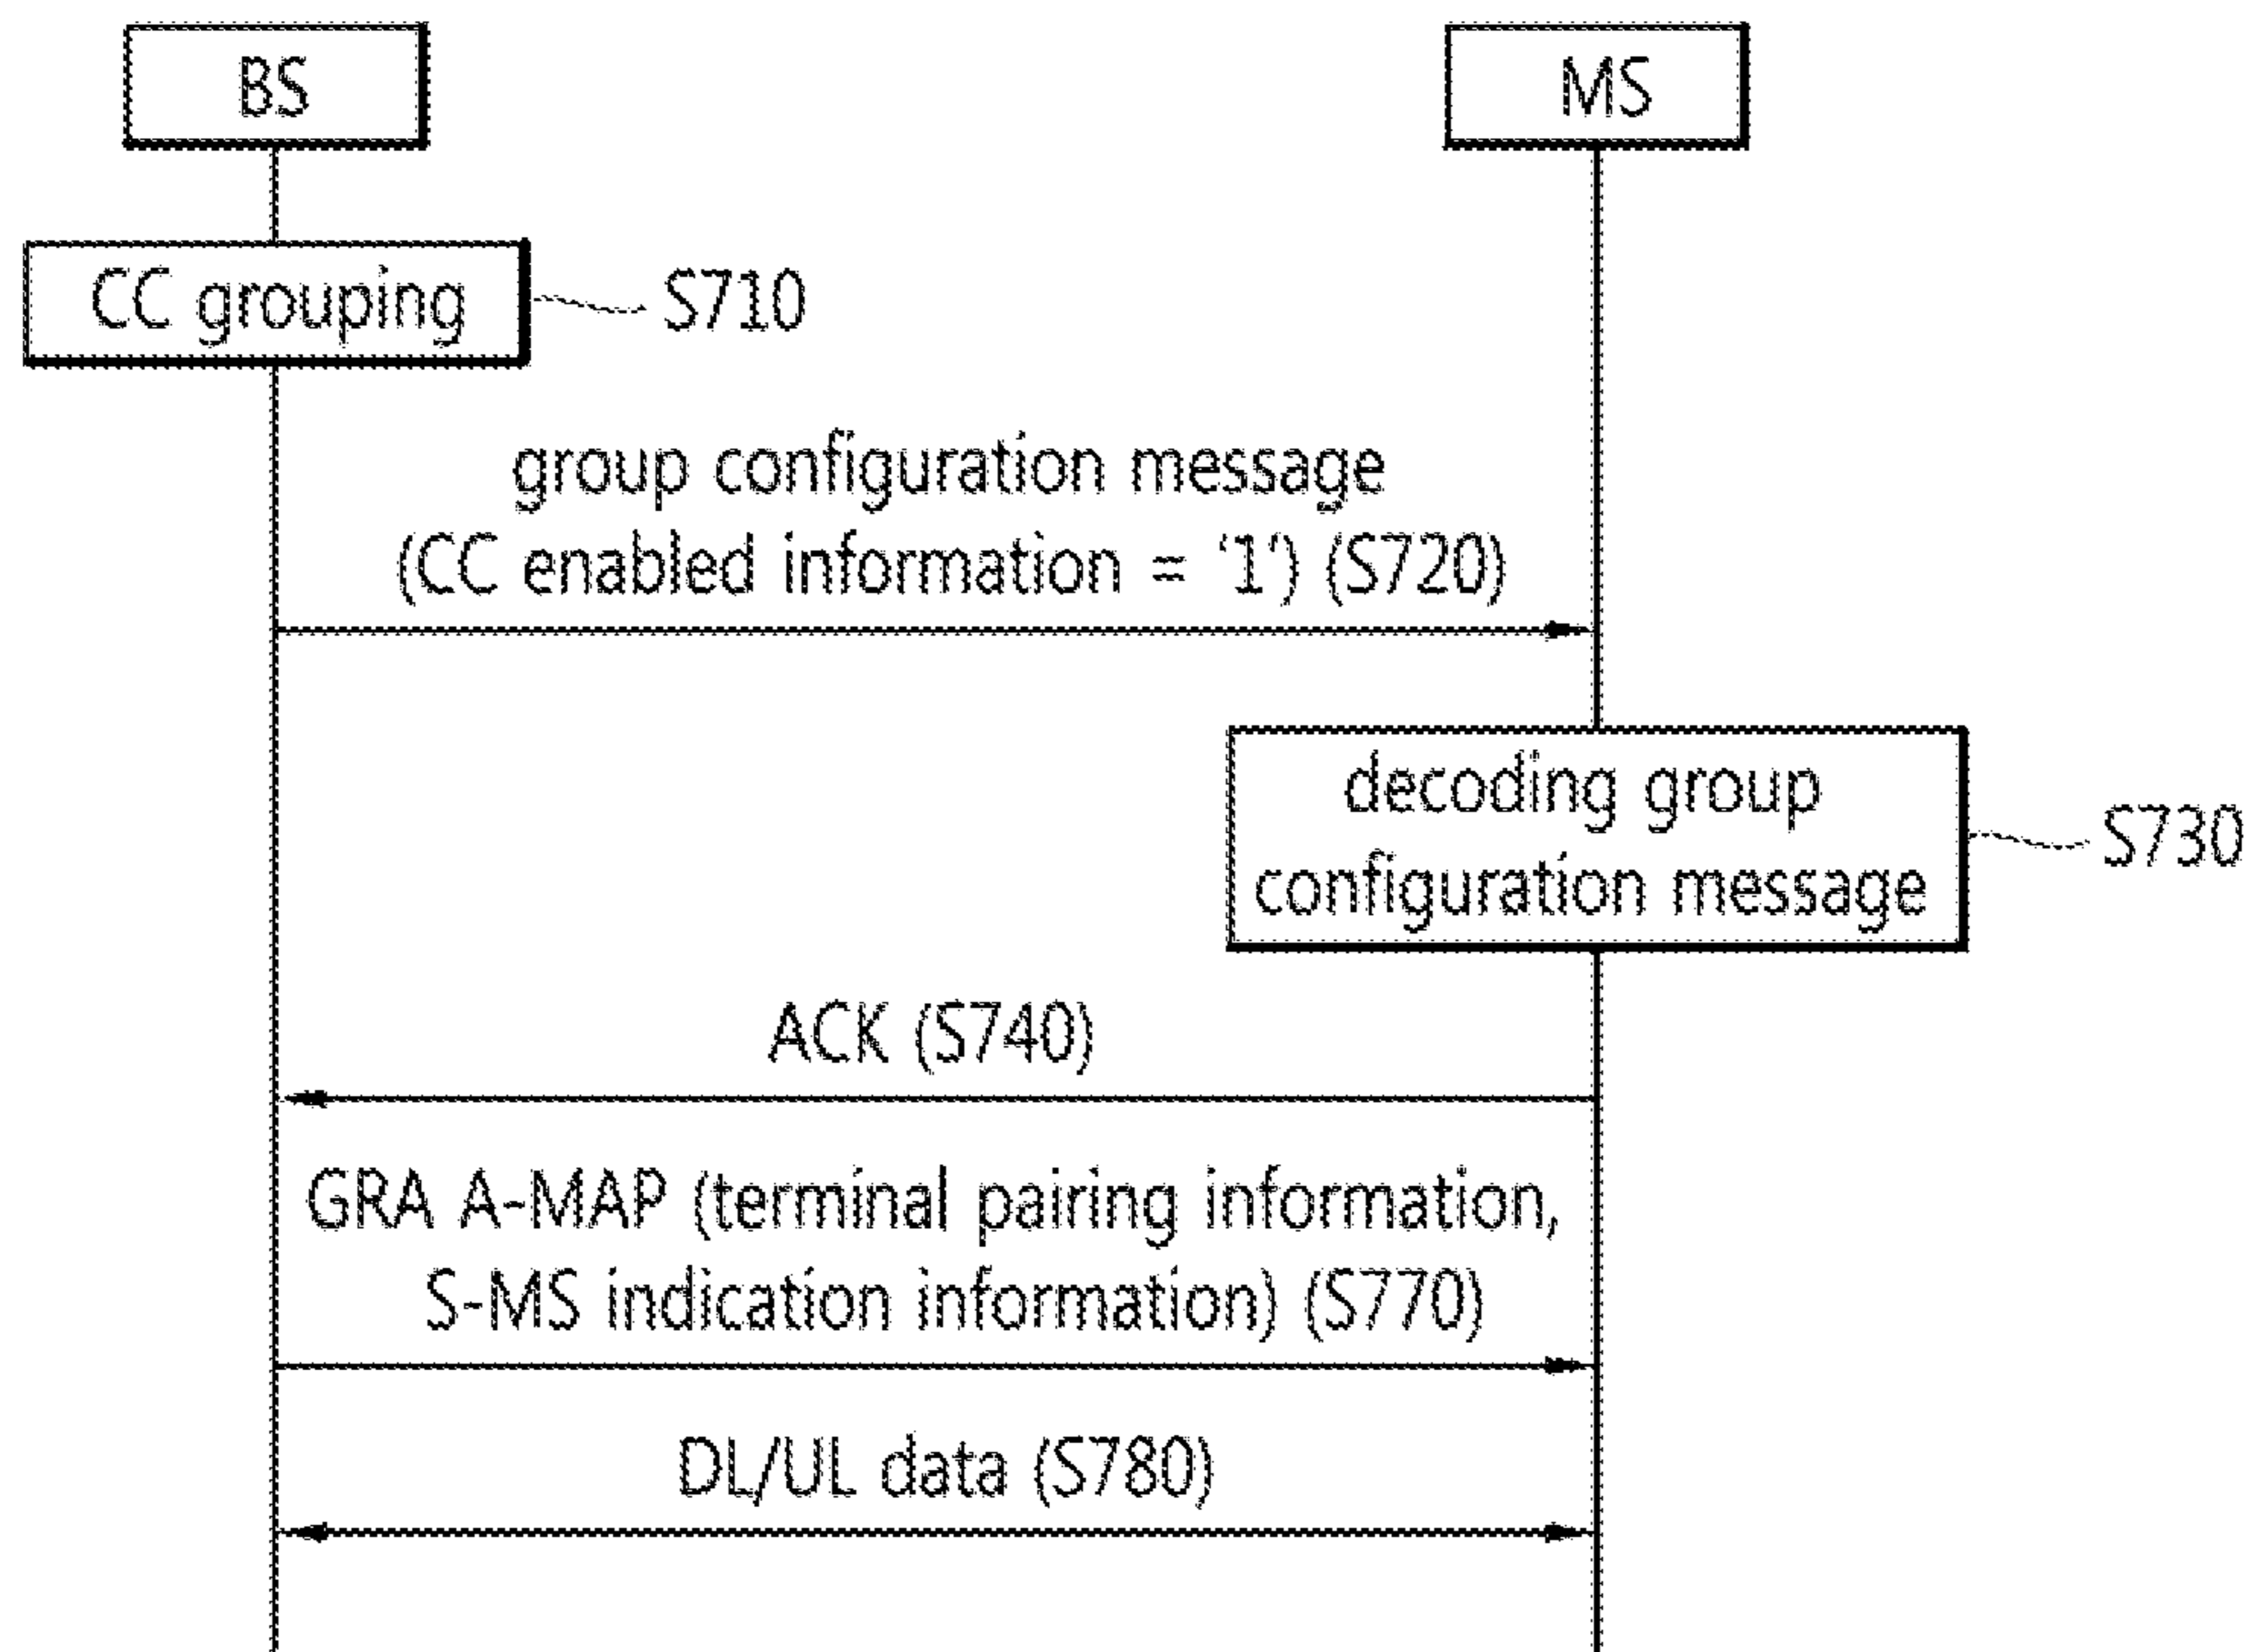 BS
MS
CC grouping
S710
group configuration message
(CC enabled information = '1') (S720)
decoding group
configuration message
S730
ACK (S740)
GRA A-MAP (terminal pairing information,
S-MS indication information) (S770)
DL/UL data (S780)